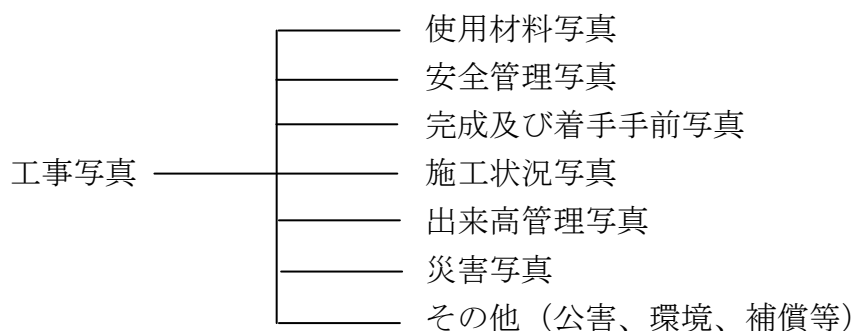 使用材料写真
安全管理写真
完成及び着手手前写真
工事写真
施工状況写真
出来高管理写真
災害写真
その他（公害、環境、補償等）